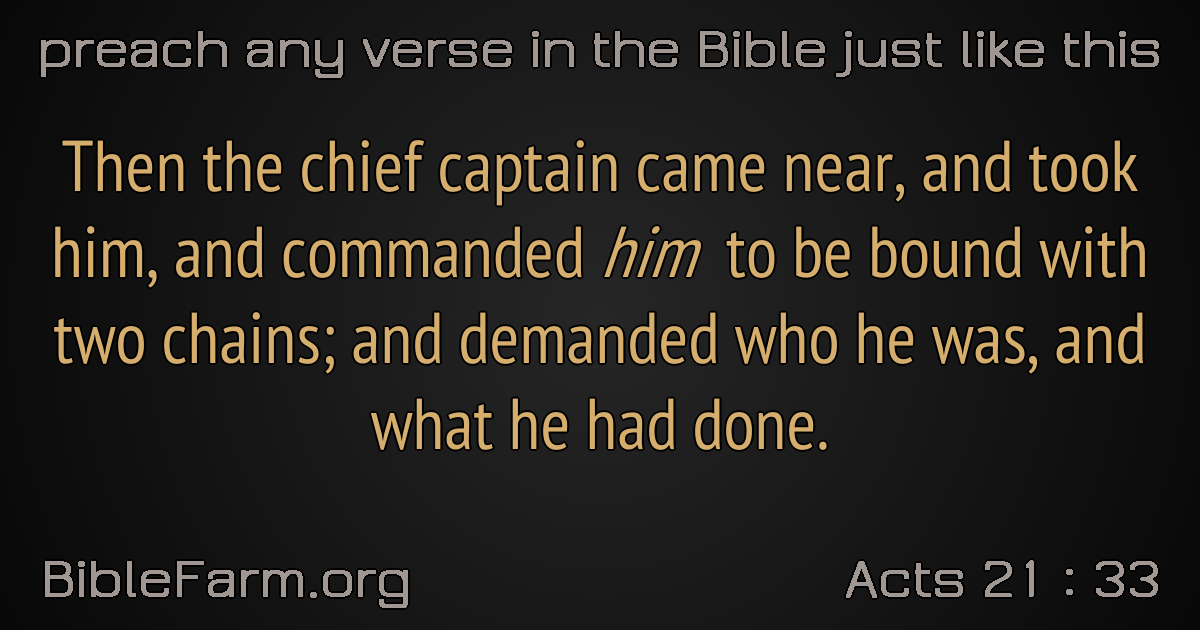 preach any verse in the Bible just like this
Then the chief captain came near, and took
him, and commanded him to be bound with
two chains; and demanded who he was, and
what he had done.
BibleFarm.org
Acts 21 : 33